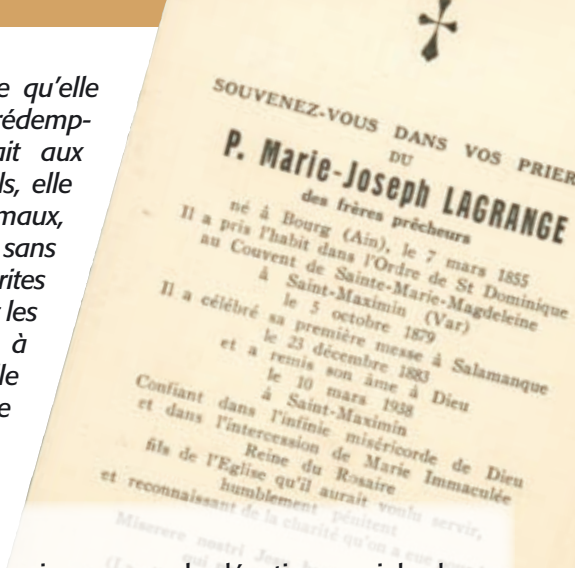 e qu'elle
rédemp-
ait aux
ls, elle
maux,
sans
rites
les
à
le
e
SOUVENEZ-VOUS DANS VOS PRIER
DU
P. Marie-Joseph LAGRANGE
des frères prêcheurs
né à Bourg (Ain), le 7 mars 1855
Il a pris l'habit dans l'Ordre de St Dominique
au Couvent de Sainte-Marie-Magdeleine
à Saint-Maximin (Var)
le 5 octobre 1879
Il a célébré sa première messe à Salamanque
le 23 décembre 1883
et a remis son âme à Dieu
le 10 mars 1938
à Saint-Maximin
Confiant dans l'infinie miséricorde de Dieu
et dans l'intercession de Marie Immaculée
Reine du Rosaire
fils de l'Eglise qu'il aurait voulu servir,
humblement pénitent
et reconnaissant de la charité qu'on a eue
Miserere nostri